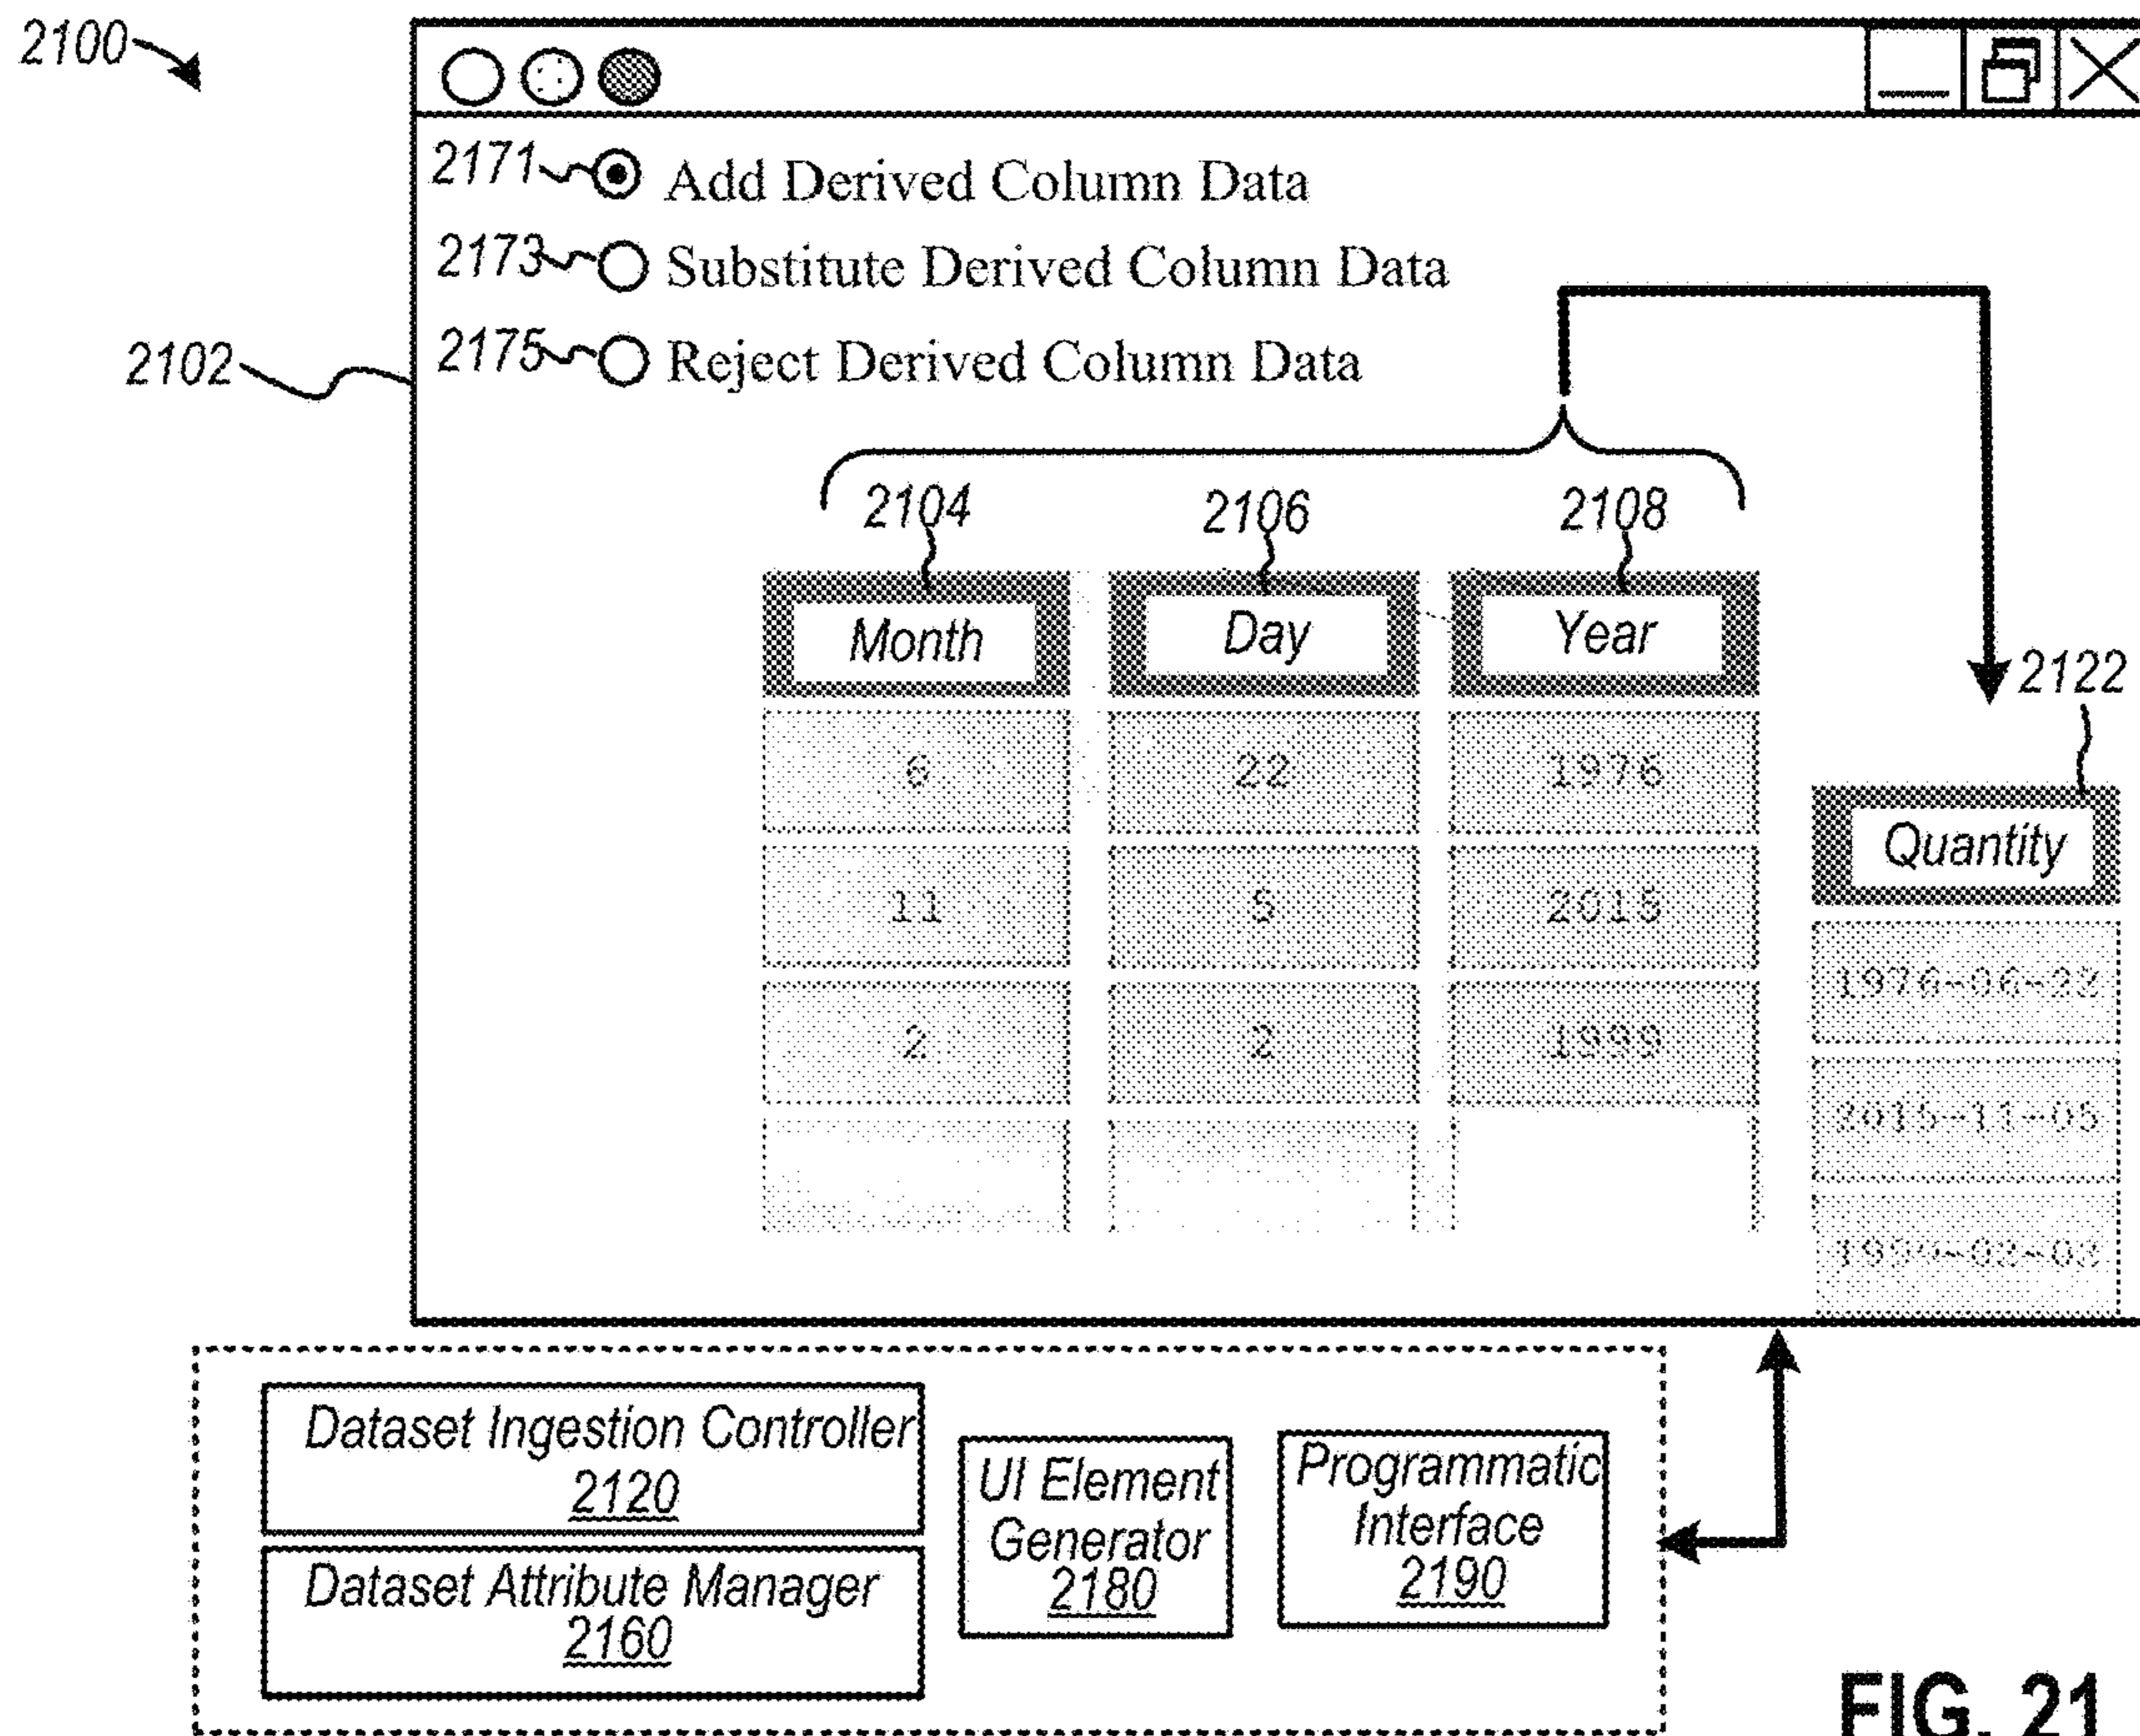 2100
2171 Add Derived Column Data
2173 Substitute Derived Column Data
2175 Reject Derived Column Data
2102
2104 2106 2108
Month Day Year
2122
6 22 1976
Quantity
11 5 2015
1976-06-22
2 2 1999
2015-11-05
1999-02-02
Dataset Ingestion Controller
2120
UI Element
Generator
2180
Programmatic
Interface
2190
Dataset Attribute Manager
2160
FIG. 21